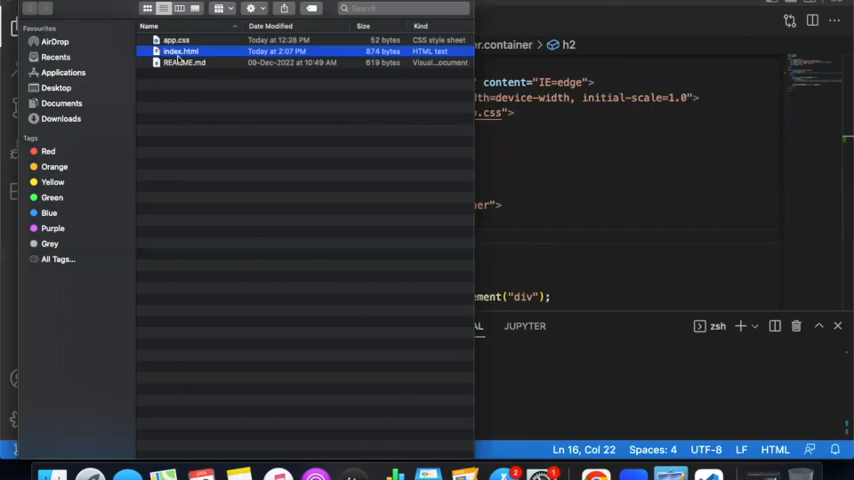 Search
Name Date Modified Size Kind
Favourites
AirDrop
Recents
Applications
Desktop
Documents
Downloads
Tags
Red
Orange
Yellow
Green
Blue
Purple
Grey
All Tags...
app.css Today at 12:28 PM 52 bytes CSS style sheet
index.html Today at 2:07 PM 874 bytes HTML text
README.md 09-Dec-2022 at 10:49 AM 619 bytes Visual...ocument
er.container h2
content="IE=edge">
th=device-width, initial-scale=1.0">
.css">
er">
ement("div");
AL JUPYTER zsh
Ln 16, Col 22 Spaces: 4 UTF-8 LF HTML
2
1